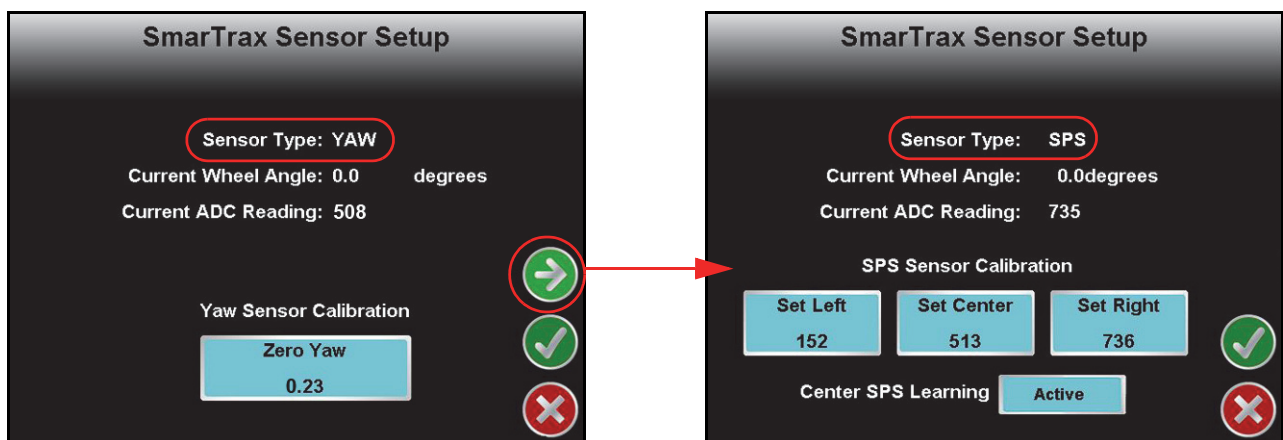 SmarTrax Sensor Setup
Sensor Type: YAW
Current Wheel Angle: 0.0 degrees
Current ADC Reading: 508
Yaw Sensor Calibration
Zero Yaw
0.23
SmarTrax Sensor Setup
Sensor Type: SPS
Current Wheel Angle: 0.0degrees
Current ADC Reading: 735
SPS Sensor Calibration
Set Left Set Center Set Right
152 513 736
Center SPS Learning Active